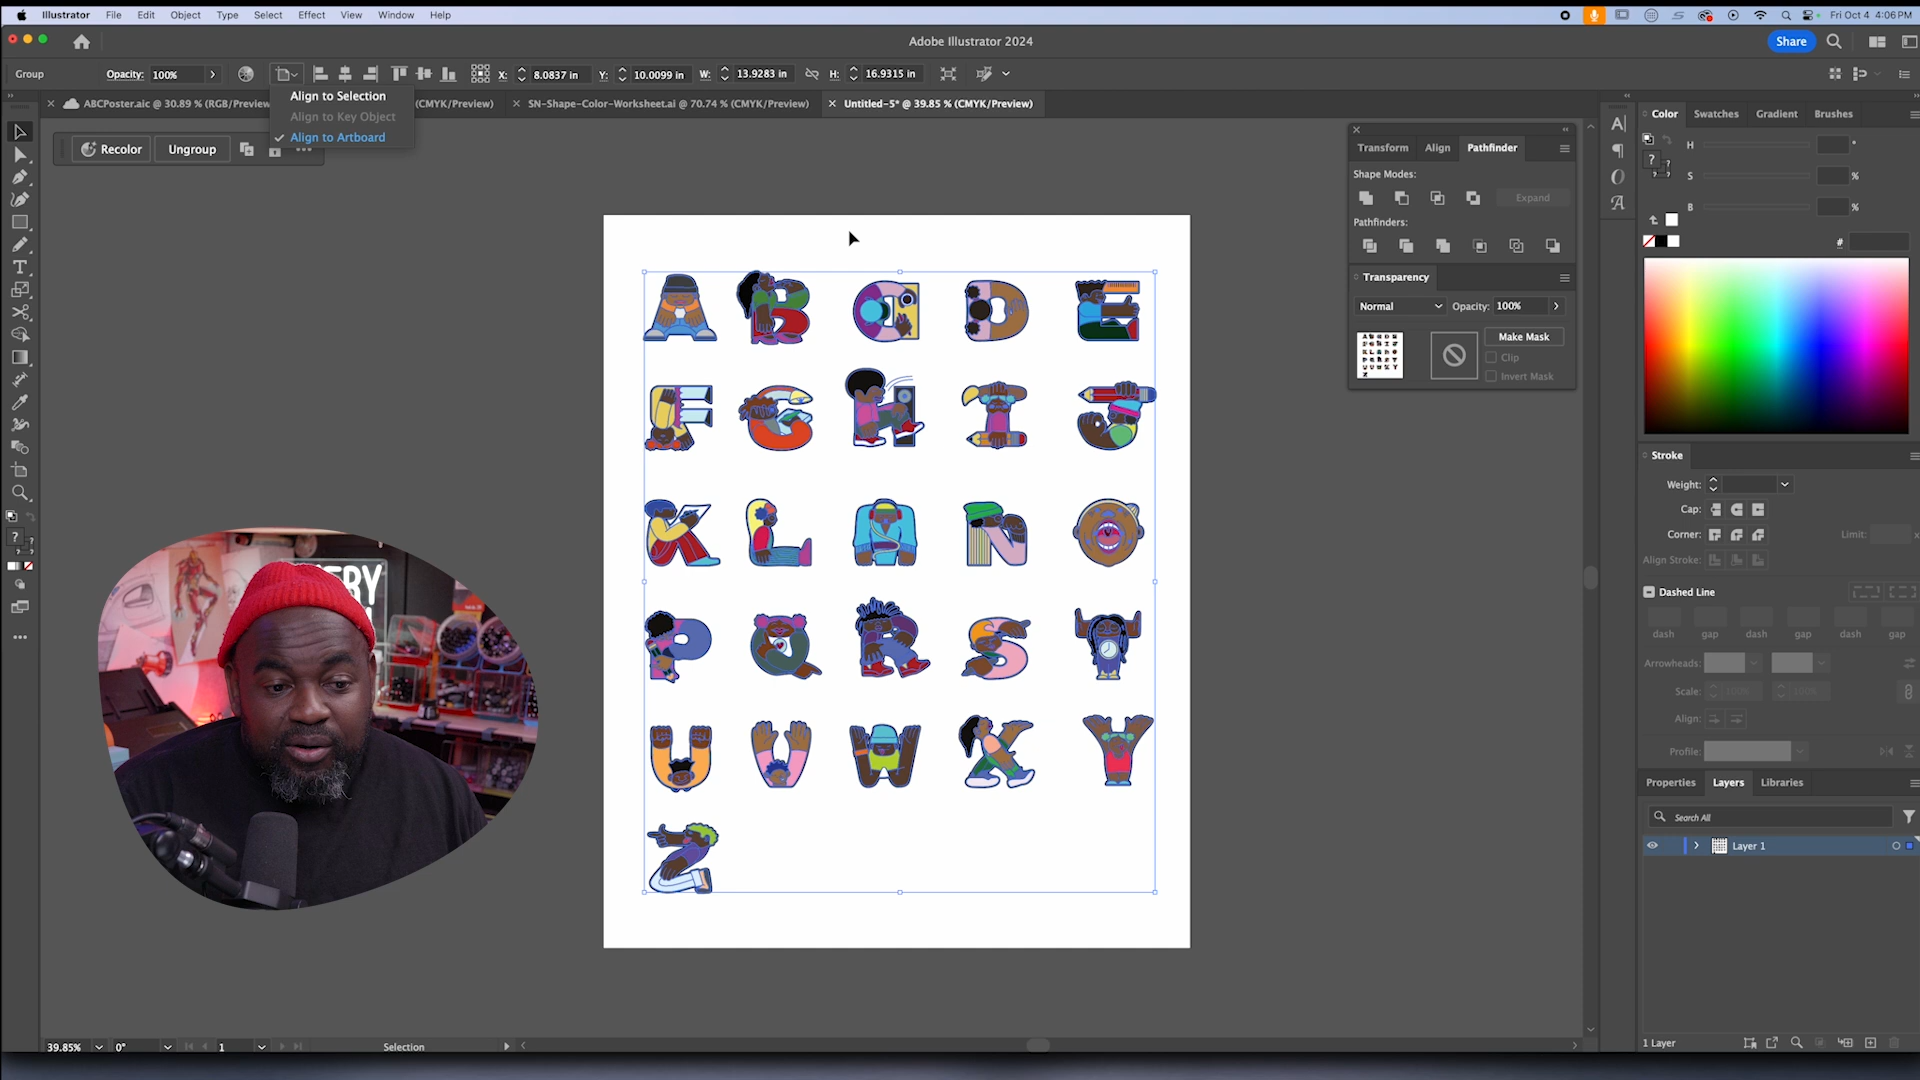 Illustrator File Edit Object Type Select Effect View Window Help
Fri Oct 4 4:06 PM
Adobe Illustrator 2024
Share
Group
Opacity: 100%
X: 8.0837 in
Y: 10.0099 in
W: 13.9283 in
H: 16.9315 in
Align to Selection
Align to Key Object
Align to Artboard
ABCPoster.aic @ 30.89 % (RGB/Preview
(CMYK/Preview)
SN-Shape-Color-Worksheet.ai @ 70.74 % (CMYK/Preview)
Untitled-5* @ 39.85 % (CMYK/Preview)
Recolor
Ungroup
Transform Align Pathfinder
Shape Modes:
Expand
Pathfinders:
Transparency
Normal
Opacity: 100%
Make Mask
Clip
Invert Mask
Color Swatches Gradient Brushes
H °
S %
B %
#
Stroke
Weight:
Cap:
Corner:
Limit: x
Align Stroke:
Dashed Line
dash gap dash gap dash gap
Arrowheads:
Scale: 100% 100%
Align:
Profile:
Properties Layers Libraries
Search All
Layer 1
1 Layer
A B C D E
F G H I J
K L M N O
P Q R S T
U V W X Y
Z
39.85%
0°
1
Selection